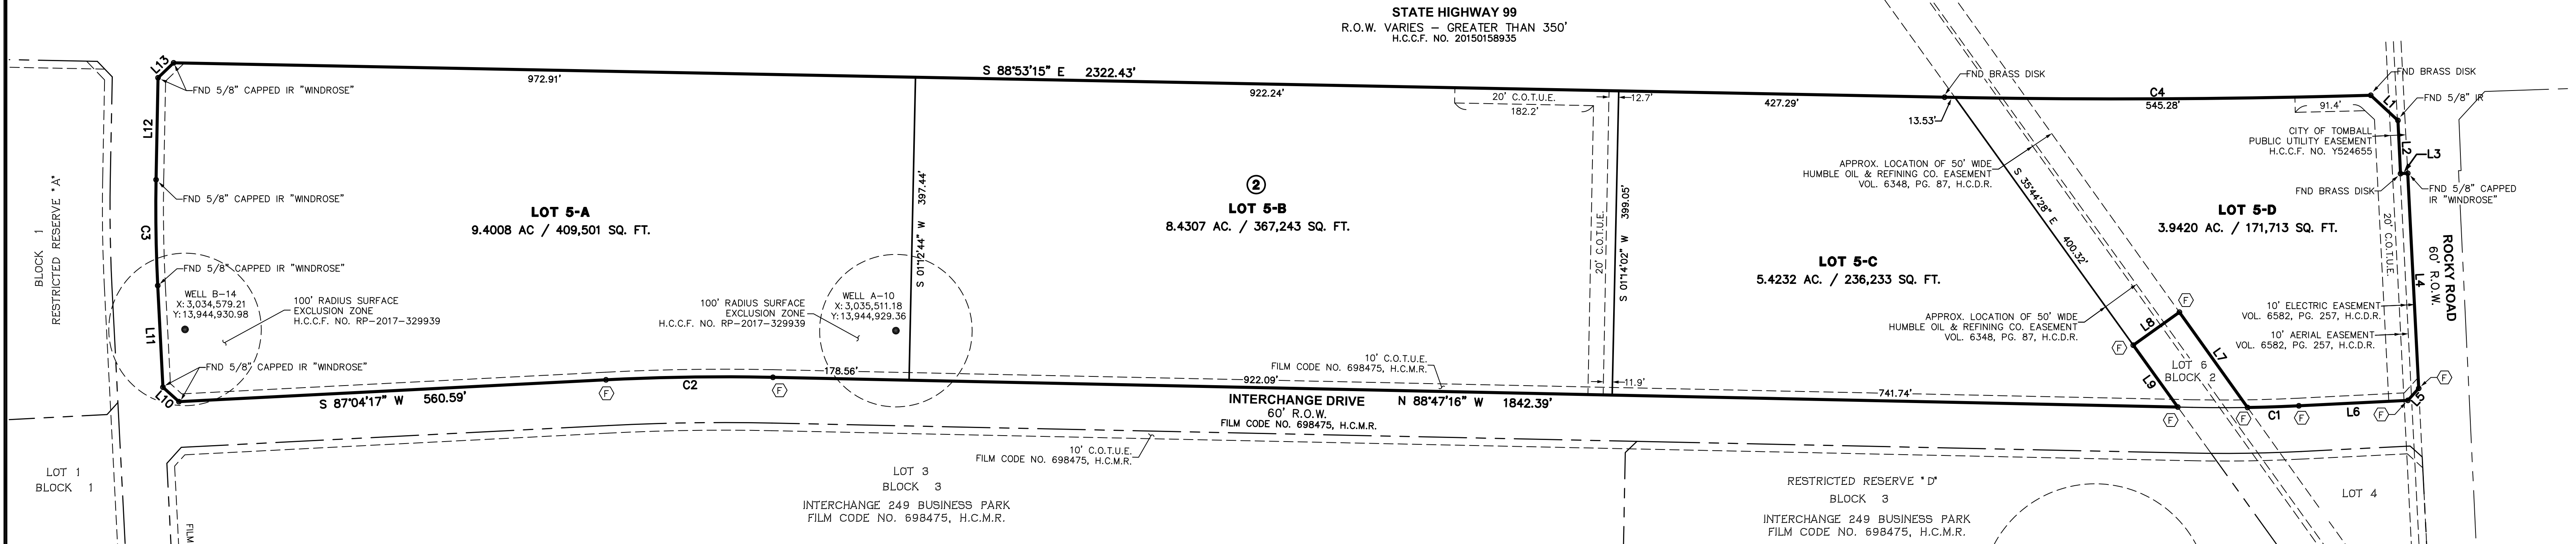 STATE HIGHWAY 99
R.O.W. VARIES – GREATER THAN 350'
H.C.C.F. NO. 20150158935
L13
972.91'
S 88°53'15" E 2322.43'
922.24'
20' C.O.T.U.E.
182.2'
12.7'
427.29'
FND BRASS DISK
13.53'
C4
545.28'
91.4'
FND BRASS DISK
L1
FND 5/8" IR
FND 5/8" CAPPED IR "WINDROSE"
L12
FND 5/8" CAPPED IR "WINDROSE"
C3
FND 5/8" CAPPED IR "WINDROSE"
L11
FND 5/8" CAPPED IR "WINDROSE"
L10
BLOCK 1
RESTRICTED RESERVE "A"
WELL B-14
X: 3,034,579.21
Y: 13,944,930.98
100' RADIUS SURFACE
EXCLUSION ZONE
H.C.C.F. NO. RP-2017-329939
LOT 5-A
9.4008 AC / 409,501 SQ. FT.
100' RADIUS SURFACE
EXCLUSION ZONE
H.C.C.F. NO. RP-2017-329939
WELL A-10
X: 3,035,511.18
Y: 13,944,929.36
S 01°12'44" W 397.44'
2
LOT 5-B
8.4307 AC. / 367,243 SQ. FT.
20' C.O.T.U.E.
S 01°14'02" W 399.05'
LOT 5-C
5.4232 AC. / 236,233 SQ. FT.
APPROX. LOCATION OF 50' WIDE
HUMBLE OIL & REFINING CO. EASEMENT
VOL. 6348, PG. 87, H.C.D.R.
S 35°44'28" E 400.32'
APPROX. LOCATION OF 50' WIDE
HUMBLE OIL & REFINING CO. EASEMENT
VOL. 6348, PG. 87, H.C.D.R.
CITY OF TOMBALL
PUBLIC UTILITY EASEMENT
H.C.C.F. NO. Y524655
L2
L3
FND BRASS DISK
FND 5/8" CAPPED
IR "WINDROSE"
LOT 5-D
3.9420 AC. / 171,713 SQ. FT.
20' C.O.T.U.E.
L4
ROCKY ROAD
60' R.O.W.
10' ELECTRIC EASEMENT
VOL. 6582, PG. 257, H.C.D.R.
10' AERIAL EASEMENT
VOL. 6582, PG. 257, H.C.D.R.
F
L8
F
L7
LOT 6
BLOCK 2
L9
F
F
C1
F
L6
F
L5
F
S 87°04'17" W 560.59'
F
C2
F
178.56'
922.09'
10' C.O.T.U.E.
FILM CODE NO. 698475, H.C.M.R.
11.9'
741.74'
INTERCHANGE DRIVE N 88°47'16" W 1842.39'
60' R.O.W.
FILM CODE NO. 698475, H.C.M.R.
10' C.O.T.U.E.
FILM CODE NO. 698475, H.C.M.R.
LOT 1
BLOCK 1
FILM
LOT 3
BLOCK 3
INTERCHANGE 249 BUSINESS PARK
FILM CODE NO. 698475, H.C.M.R.
RESTRICTED RESERVE "D"
BLOCK 3
INTERCHANGE 249 BUSINESS PARK
FILM CODE NO. 698475, H.C.M.R.
LOT 4